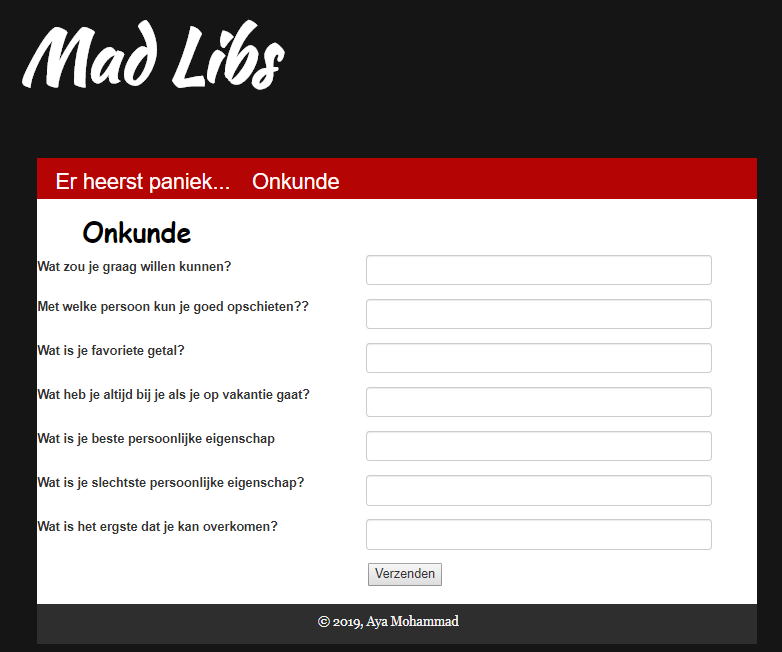 Mad Libs
Er heerst paniek... Onkunde
Onkunde
Wat zou je graag willen kunnen?
Met welke persoon kun je goed opschieten??
Wat is je favoriete getal?
Wat heb je altijd bij je als je op vakantie gaat?
Wat is je beste persoonlijke eigenschap
Wat is je slechtste persoonlijke eigenschap?
Wat is het ergste dat je kan overkomen?
Verzenden
© 2019, Aya Mohammad